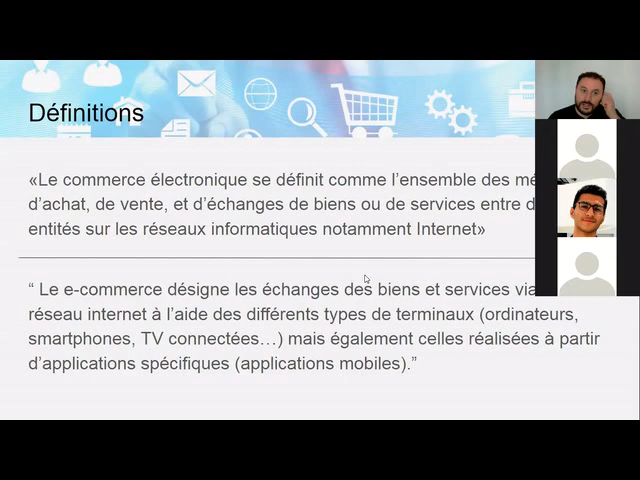 Définitions
«Le commerce électronique se définit comme l’ensemble des
d’achat, de vente, et d’échanges de biens ou de services entre
entités sur les réseaux informatiques notamment Internet»
“ Le e-commerce désigne les échanges des biens et services via
réseau internet à l’aide des différents types de terminaux (ordinateurs,
smartphones, TV connectées…) mais également celles réalisées à partir
d’applications spécifiques (applications mobiles).”